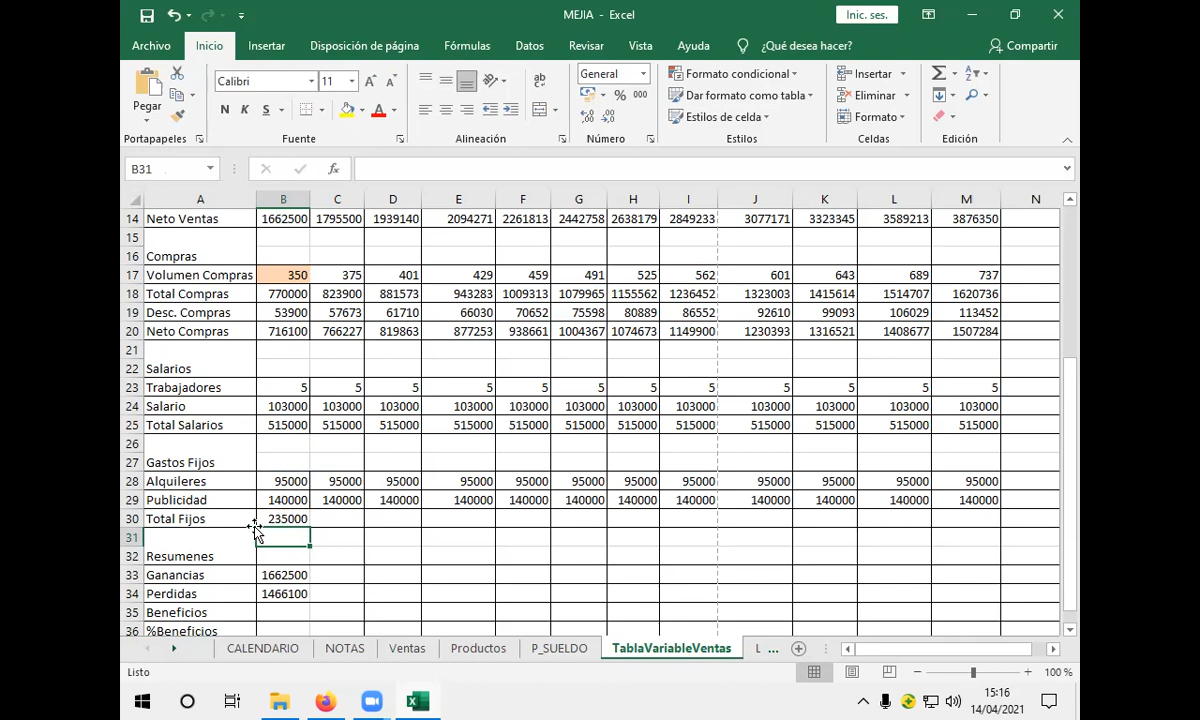 MEJIA - Excel
Inic. ses.
Archivo Inicio Insertar Disposición de página Fórmulas Datos Revisar Vista Ayuda ¿Qué desea hacer? Compartir
Pegar
Calibri 11
N K S
General
% 000
Formato condicional
Dar formato como tabla
Estilos de celda
Insertar
Eliminar
Formato
Portapapeles Fuente Alineación Número Estilos Celdas Edición
B31 fx
A B C D E F G H I J K L M N
14 Neto Ventas 1662500 1795500 1939140 2094271 2261813 2442758 2638179 2849233 3077171 3323345 3589213 3876350
15
16 Compras
17 Volumen Compras 350 375 401 429 459 491 525 562 601 643 689 737
18 Total Compras 770000 823900 881573 943283 1009313 1079965 1155562 1236452 1323003 1415614 1514707 1620736
19 Desc. Compras 53900 57673 61710 66030 70652 75598 80889 86552 92610 99093 106029 113452
20 Neto Compras 716100 766227 819863 877253 938661 1004367 1074673 1149900 1230393 1316521 1408677 1507284
21
22 Salarios
23 Trabajadores 5 5 5 5 5 5 5 5 5 5 5 5
24 Salario 103000 103000 103000 103000 103000 103000 103000 103000 103000 103000 103000 103000
25 Total Salarios 515000 515000 515000 515000 515000 515000 515000 515000 515000 515000 515000 515000
26
27 Gastos Fijos
28 Alquileres 95000 95000 95000 95000 95000 95000 95000 95000 95000 95000 95000 95000
29 Publicidad 140000 140000 140000 140000 140000 140000 140000 140000 140000 140000 140000 140000
30 Total Fijos 235000
31
32 Resumenes
33 Ganancias 1662500
34 Perdidas 1466100
35 Beneficios
36 %Beneficios
CALENDARIO NOTAS Ventas Productos P_SUELDO TablaVariableVentas L ...
Listo 100 %
15:16
14/04/2021